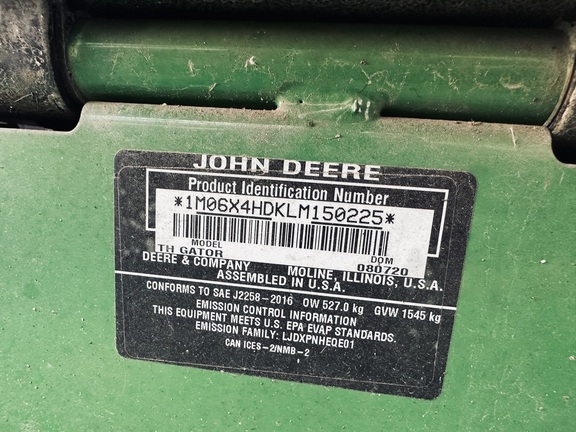 JOHN DEERE
Product Identification Number
*1M06X4HDKLM150225*
MODEL DOM
TH GATOR 080720
DEERE & COMPANY MOLINE, ILLINOIS, U.S.A.
ASSEMBLED IN U.S.A.
CONFORMS TO SAE J2258-2016 OW 527.0 kg GVW 1545 kg
EMISSION CONTROL INFORMATION
THIS EQUIPMENT MEETS U.S. EPA EVAP STANDARDS.
EMISSION FAMILY: LJDXPNHEQE01
CAN ICES-2/NMB-2